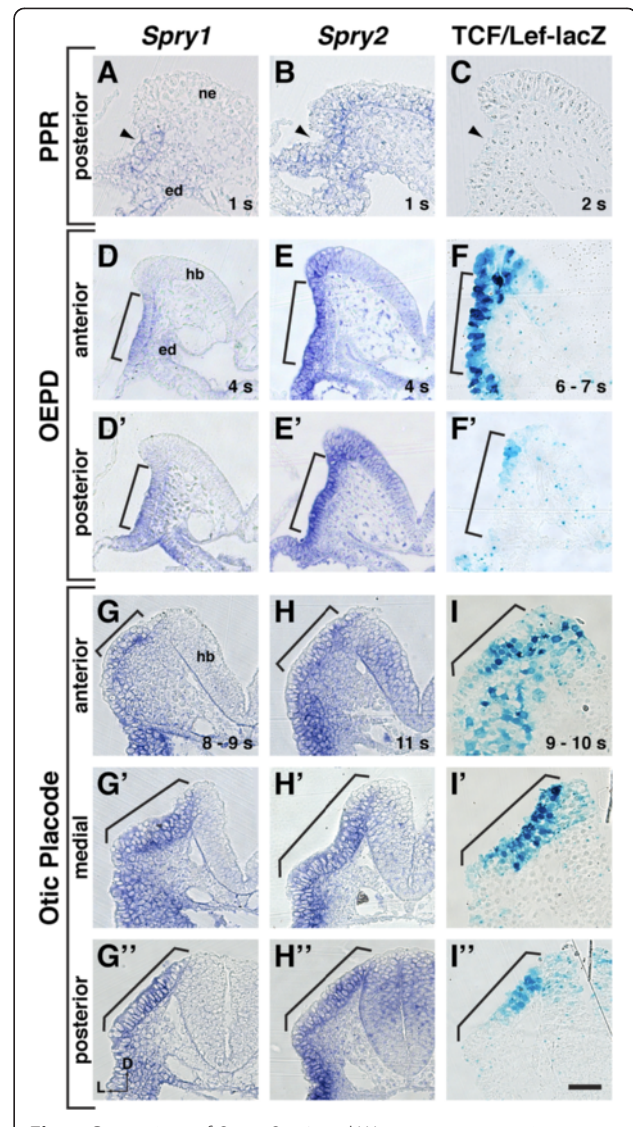 Spry1 Spry2 TCF/Lef-lacZ
PPR
posterior
A ne ed 1 s
B 1 s
C 2 s
OEPD
anterior
D hb ed 4 s
E 4 s
F 6 - 7 s
posterior
D'
E'
F'
Otic Placode
anterior
G hb 8 - 9 s
H 11 s
I 9 - 10 s
medial
G'
H'
I'
posterior
G'' D L
H''
I''